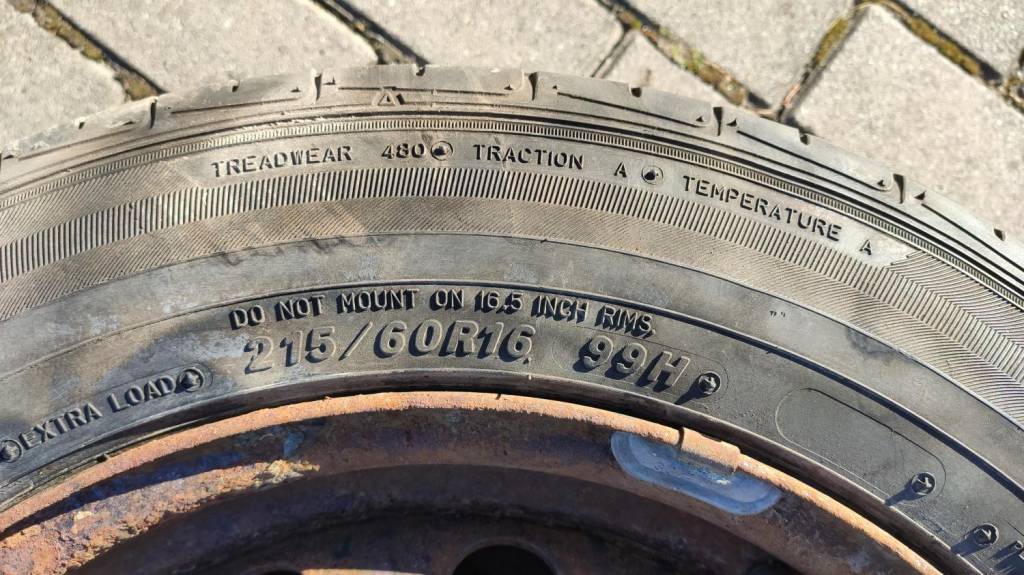 TREADWEAR 480 TRACTION A TEMPERATURE A
DO NOT MOUNT ON 16.5 INCH RIMS.
215/60R16 99H
EXTRA LOAD